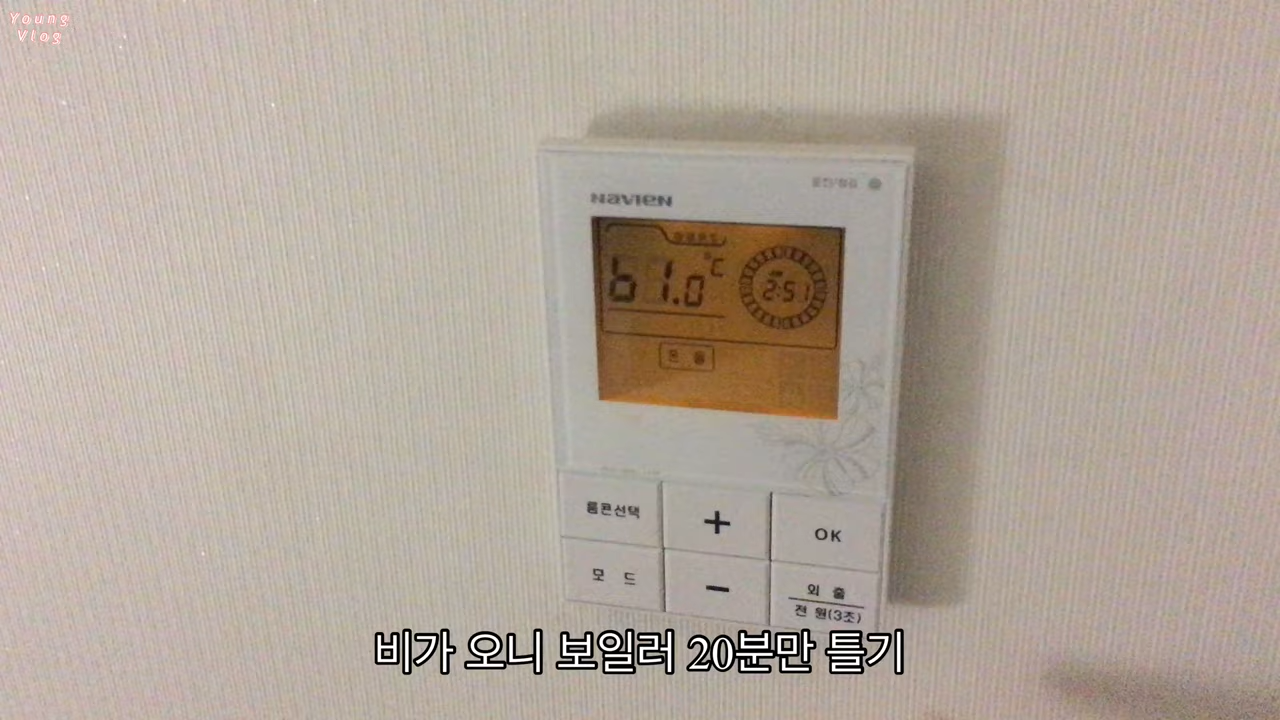 Young
Vlog
NAVIEN
61.0 °C
2:51
온 돌
룸콘선택
+
OK
모 드
−
외 출
전 원(3초)
비가 오니 보일러 20분만 틀기